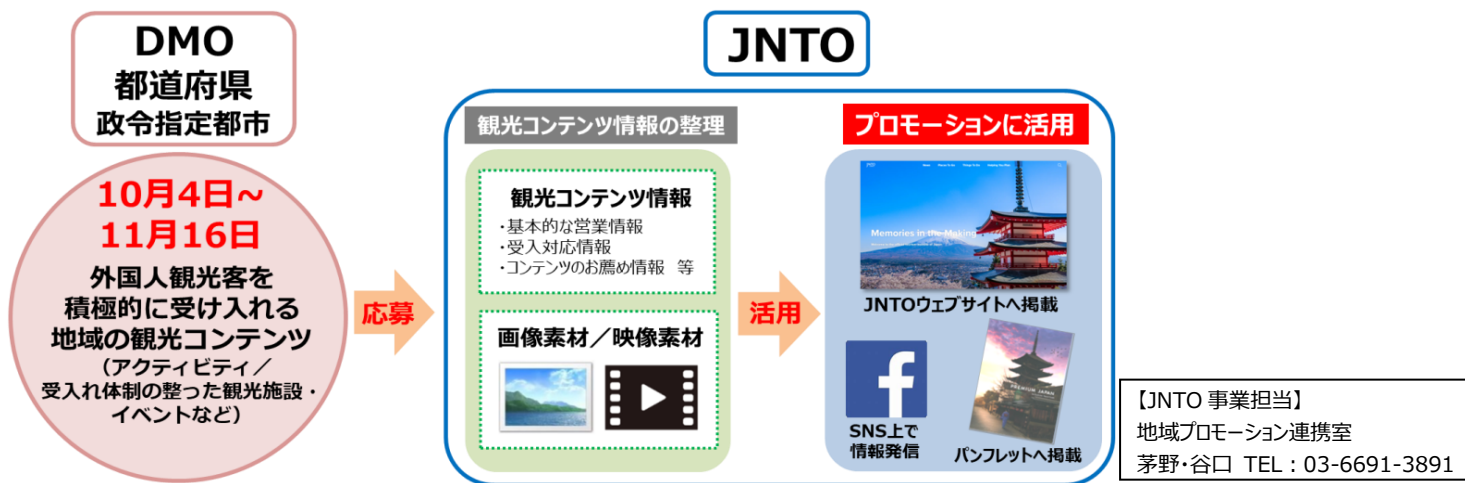 DMO
都道府県
政令指定都市
10月4日~
11月16日
外国人観光客を
積極的に受け入れる
地域の観光コンテンツ
（アクティビティ／
受入れ体制の整った観光施設・
イベントなど）
応募
JNTO
観光コンテンツ情報の整理
観光コンテンツ情報
・基本的な営業情報
・受入対応情報
・コンテンツのお薦め情報 等
画像素材／映像素材
活用
プロモーションに活用
Memories in the Making
JNTOウェブサイトへ掲載
SNS上で
情報発信
PREMIUM JAPAN
パンフレットへ掲載
【JNTO 事業担当】
地域プロモーション連携室
茅野・谷口 TEL：03-6691-3891